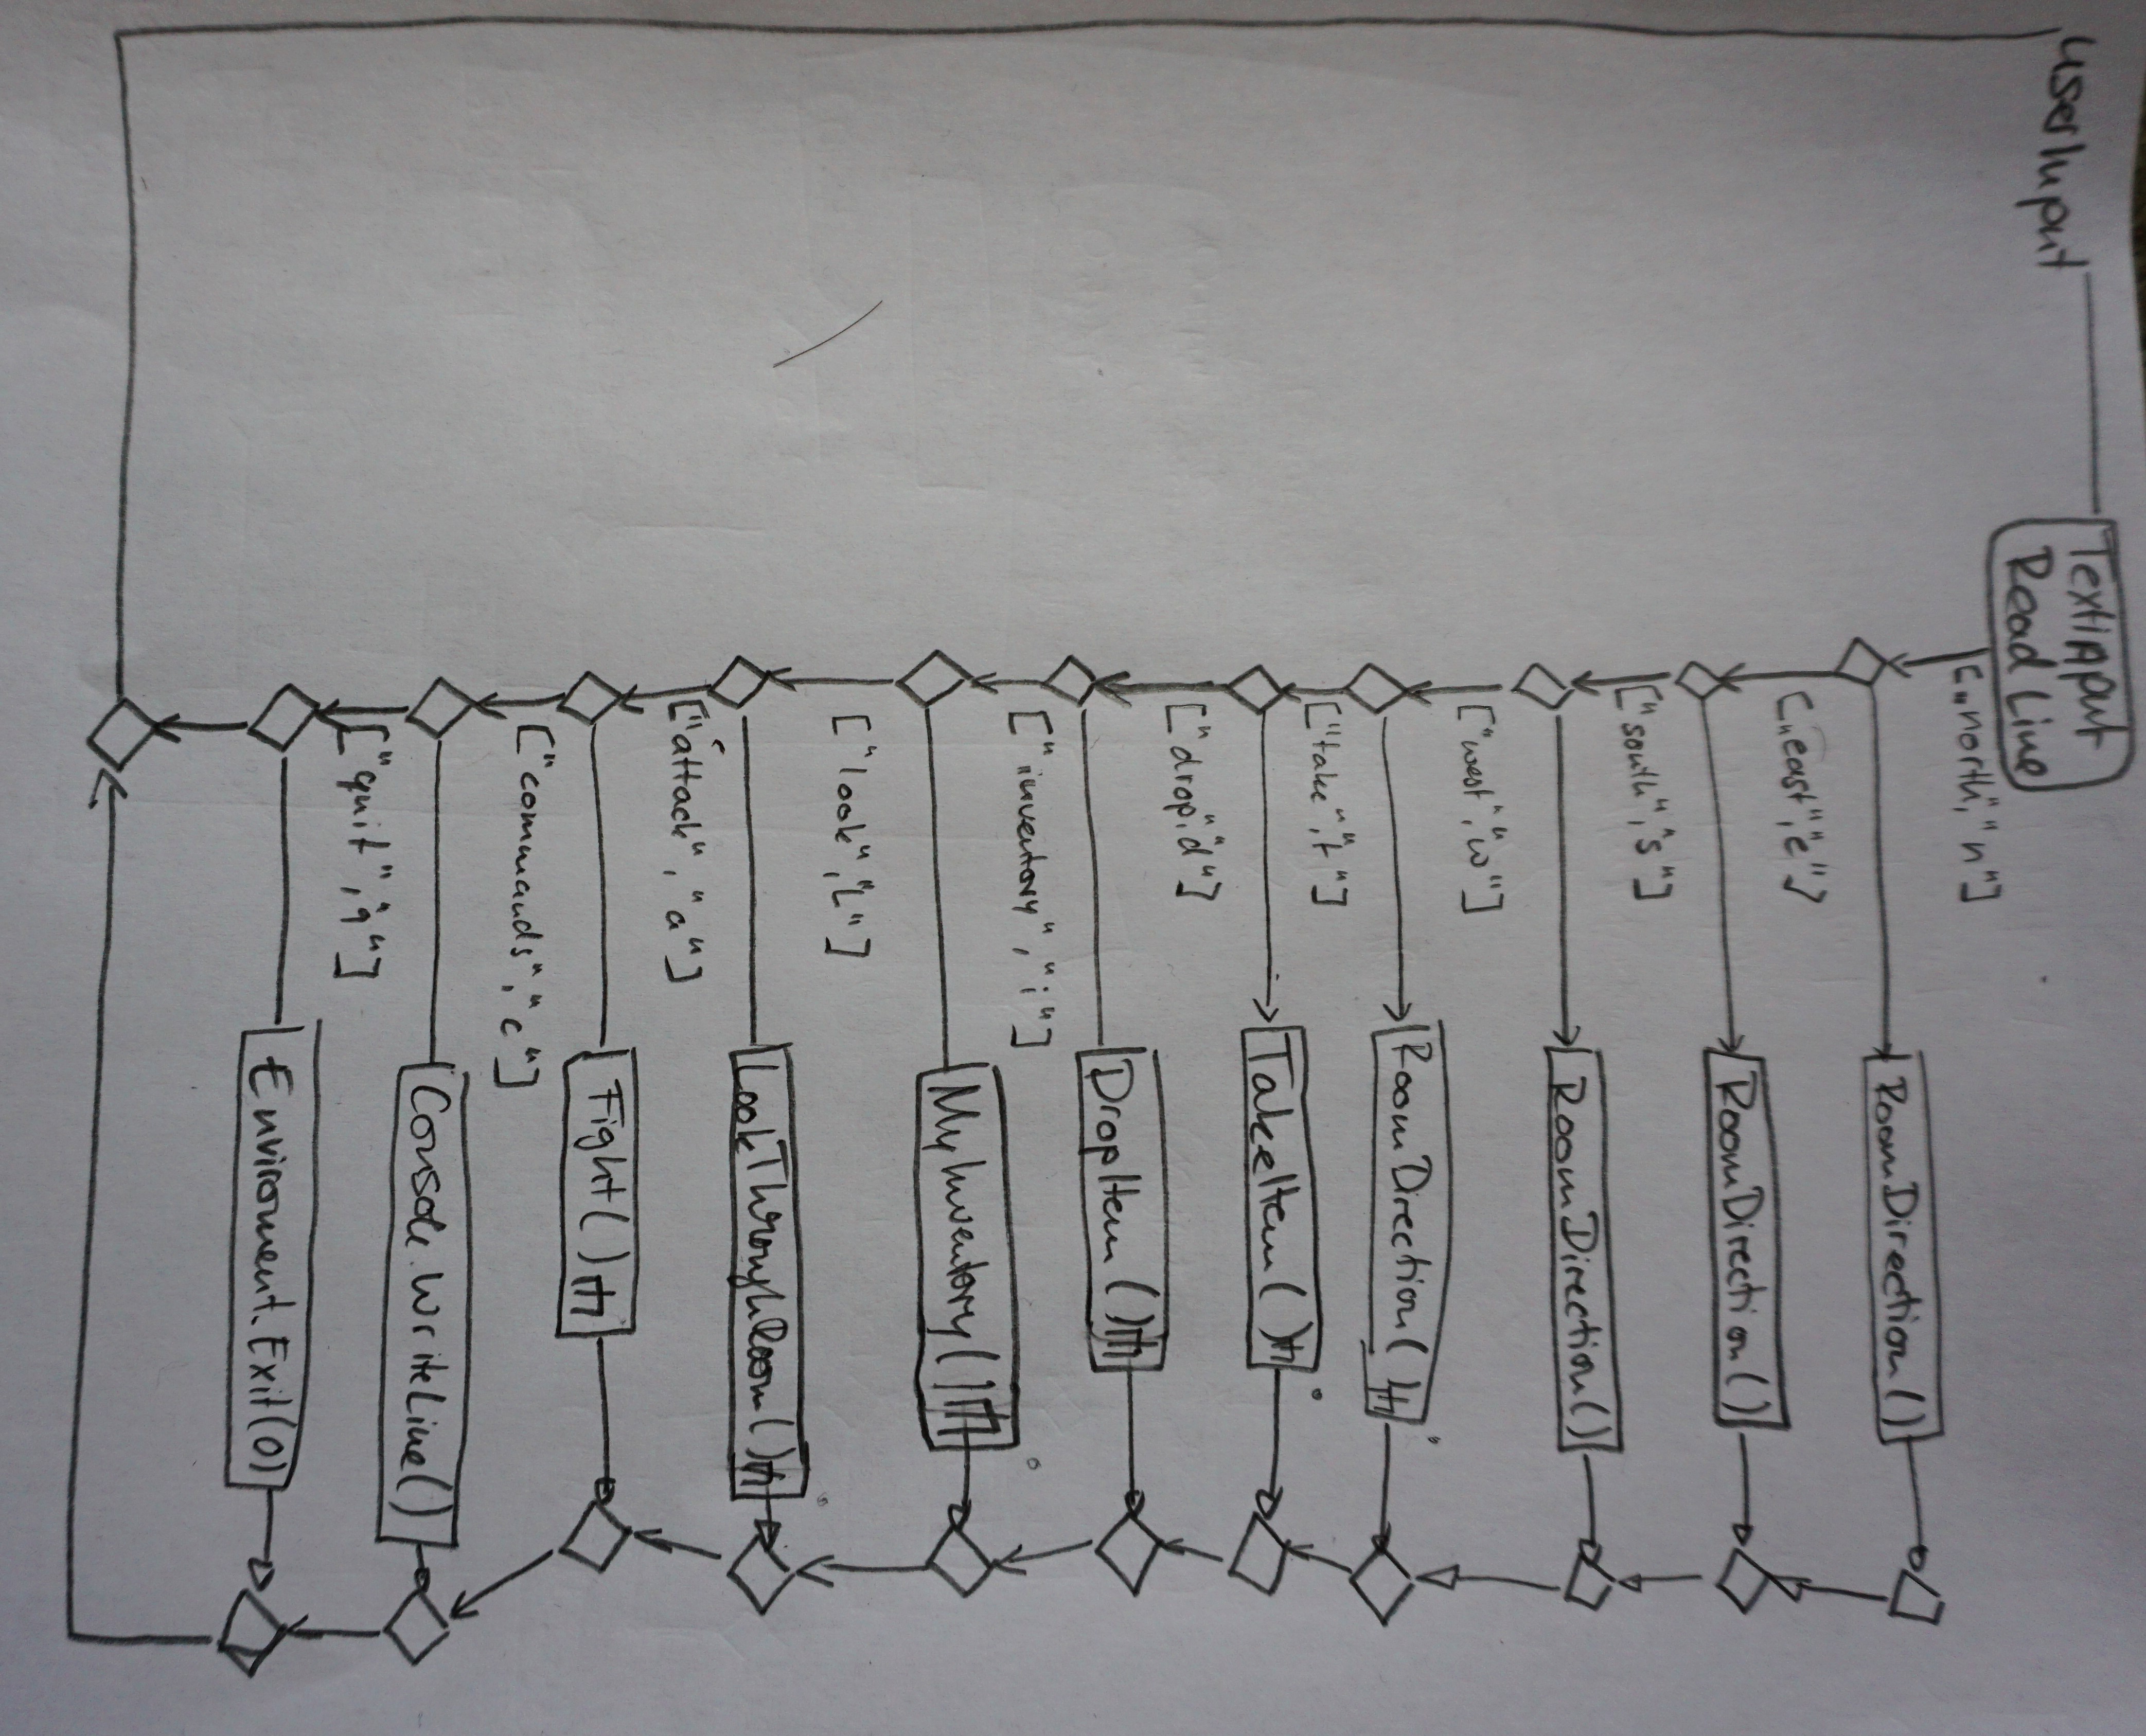 userInput
Textinput
Read Line
[„north","n"]
RoomDirection()
[„east","e"]
RoomDirection()
["south","s"]
RoomDirection()
["west","w"]
RoomDirection()
["take","t"]
TakeItem()
["drop","d"]
DropItem()
["inventory","i"]
MyInventory()
["look","L"]
LookThroughRoom()
["attack","a"]
Fight()
["commands","c"]
Console.WriteLine()
["quit","q"]
Enviroment.Exit(0)